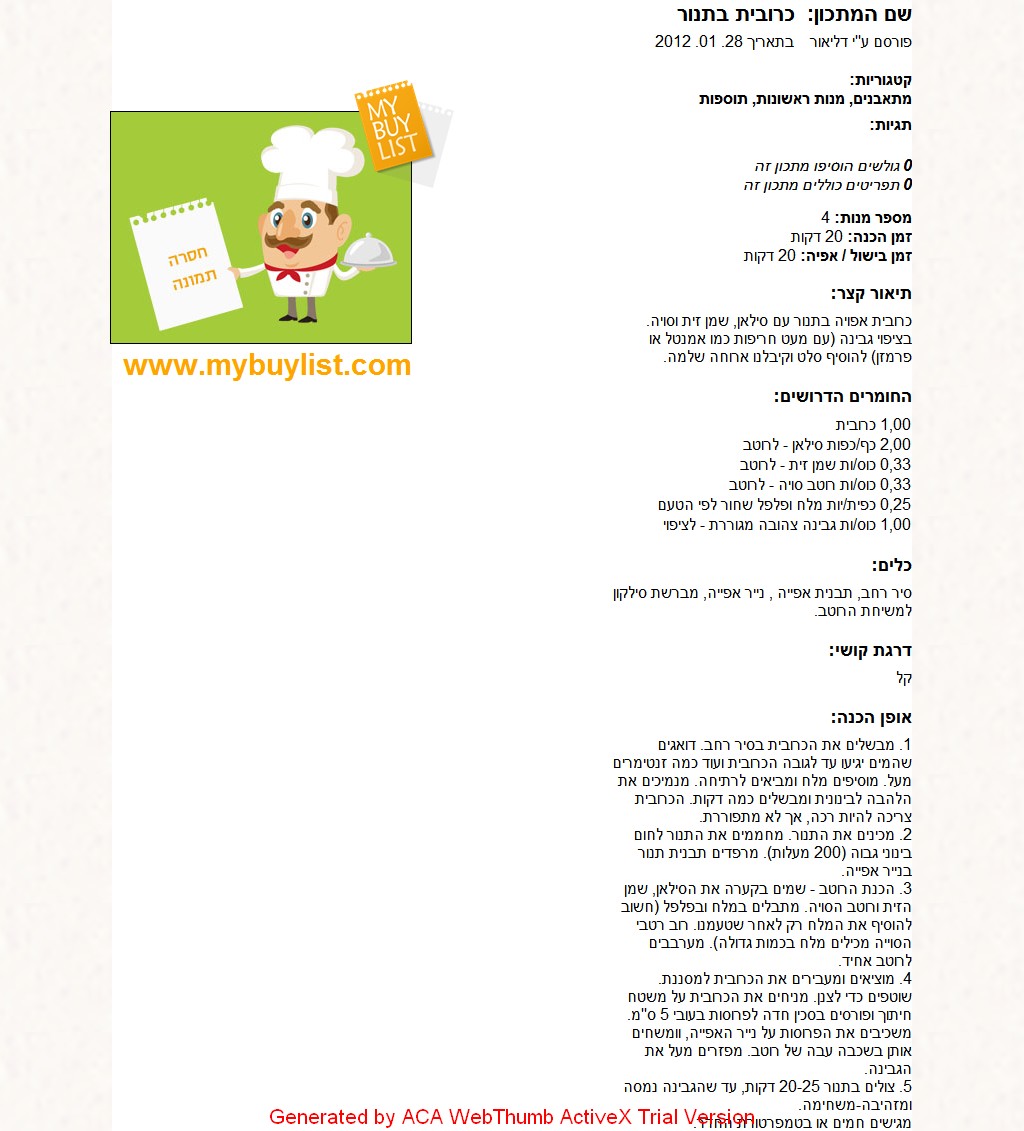 שם המתכון: כרובית בתנור
פורסם ע"י דליאור בתאריך 28. 01. 2012
קטגוריות:
מתאבנים, מנות ראשונות, תוספות
תגיות:
0 גולשים הוסיפו מתכון זה
0 תפריטים כוללים מתכון זה
מספר מנות: 4
זמן הכנה: 20 דקות
זמן בישול / אפיה: 20 דקות
MY
BUY
LIST
חסרה
תמונה
www.mybuylist.com
תיאור קצר:
כרובית אפויה בתנור עם סילאן, שמן זית וסויה.
בציפוי גבינה (עם מעט חריפות כמו אמנטל או
פרמזן) להוסיף סלט וקיבלנו ארוחה שלמה.
החומרים הדרושים:
1,00 כרובית
2,00 כף/כפות סילאן - לרוטב
0,33 כוס/ות שמן זית - לרוטב
0,33 כוס/ות רוטב סויה - לרוטב
0,25 כפית/יות מלח ופלפל שחור לפי הטעם
1,00 כוס/ות גבינה צהובה מגוררת - לציפוי
כלים:
סיר רחב, תבנית אפייה , נייר אפייה, מברשת סילקון
למשיחת הרוטב.
דרגת קושי:
קל
אופן הכנה:
1. מבשלים את הכרובית בסיר רחב. דואגים
שהמים יגיעו עד לגובה הכרובית ועוד כמה זנטימרים
מעל. מוסיפים מלח ומביאים לרתיחה. מנמיכים את
הלהבה לבינונית ומבשלים כמה דקות. הכרובית
צריכה להיות רכה, אך לא מתפוררת.
2. מכינים את התנור. מחממים את התנור לחום
בינוני גבוה (200 מעלות). מרפדים תבנית תנור
בנייר אפייה.
3. הכנת הרוטב - שמים בקערה את הסילאן, שמן
הזית ורוטב הסויה. מתבלים במלח ובפלפל (חשוב
להוסיף את המלח רק לאחר שטעמנו. רוב רטבי
הסוייה מכילים מלח בכמות גדולה). מערבבים
לרוטב אחיד.
4. מוציאים ומעבירים את הכרובית למסננת.
שוטפים כדי לצנן. מניחים את הכרובית על משטח
חיתוך ופורסים בסכין חדה לפרוסות בעובי 5 ס"מ.
משכיבים את הפרוסות על נייר האפייה, וומשחים
אותן בשכבה עבה של רוטב. מפזרים מעל את
הגבינה.
5. צולים בתנור 20-25 דקות, עד שהגבינה נמסה
ומזהיבה-משחימה.
מגישים חמים או בטמפרטורת החדר.
Generated by ACA WebThumb ActiveX Trial Version